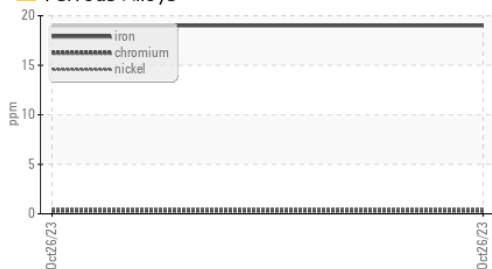 Ferrous Alloys
20
15
10
5
0
ppm
iron
chromium
nickel
Oct26/23
Oct26/23